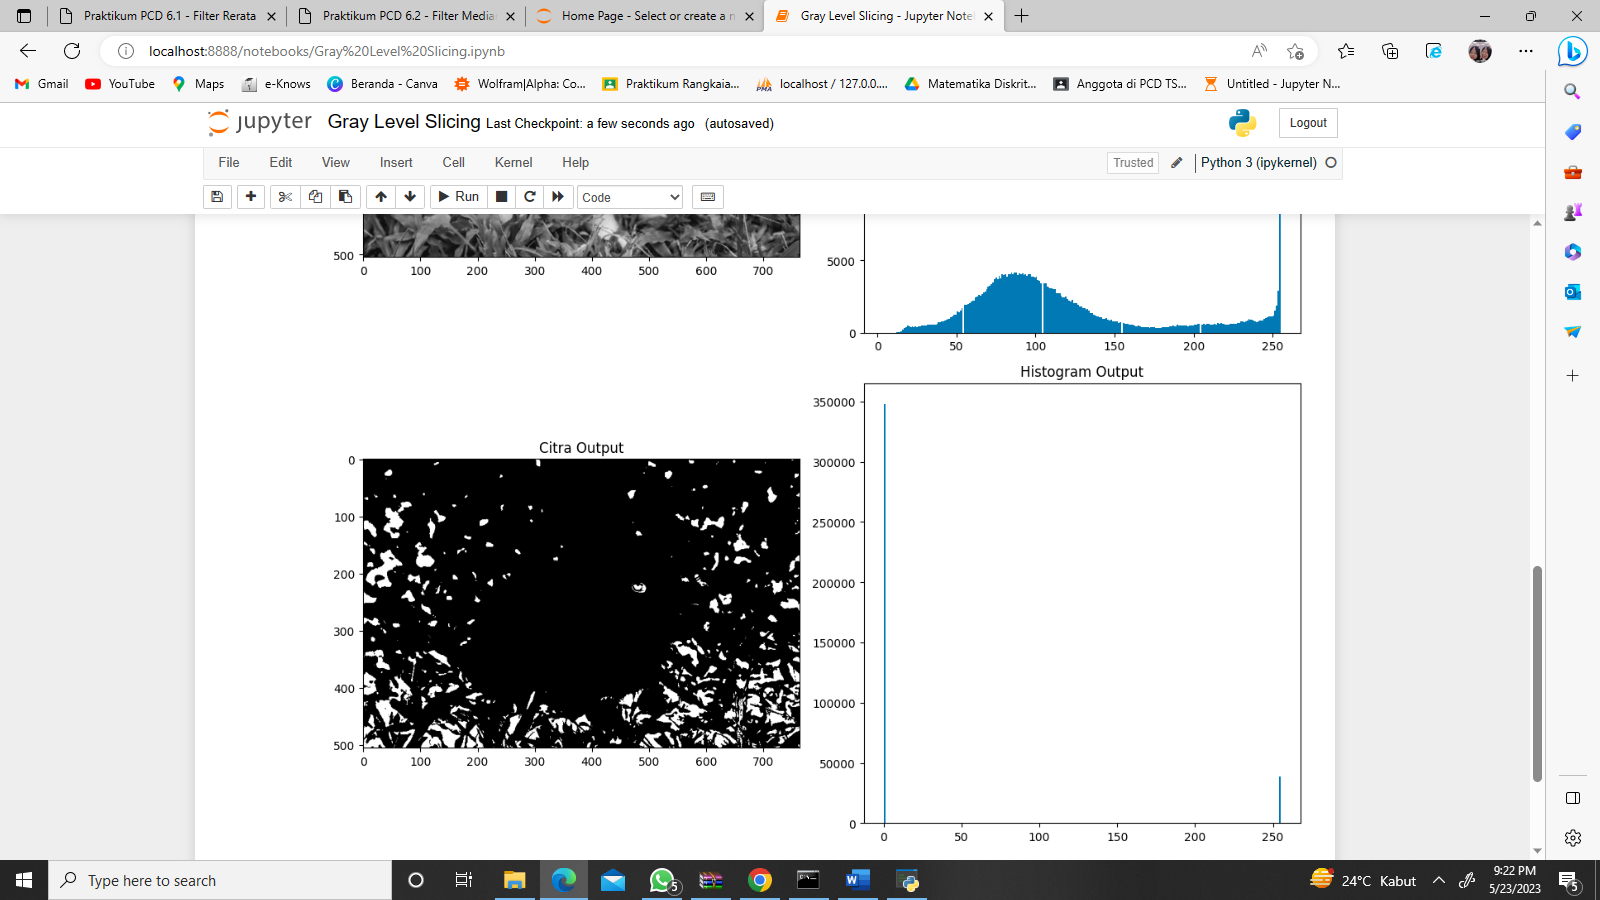 Praktikum PCD 6.1 - Filter Rerata
Praktikum PCD 6.2 - Filter Media
Home Page - Select or create a n
Gray Level Slicing - Jupyter Note
localhost:8888/notebooks/Gray%20Level%20Slicing.ipynb
Gmail
YouTube
Maps
e-Knows
Beranda - Canva
Wolfram|Alpha: Co...
Praktikum Rangkaia...
localhost / 127.0.0....
Matematika Diskrit...
Anggota di PCD TS...
Untitled - Jupyter N...
jupyter Gray Level Slicing Last Checkpoint: a few seconds ago (autosaved)
Logout
File Edit View Insert Cell Kernel Help
Trusted
Python 3 (ipykernel)
Run
Code
500
0 100 200 300 400 500 600 700
5000
0
0 50 100 150 200 250
Citra Output
0
100
200
300
400
500
0 100 200 300 400 500 600 700
Histogram Output
350000
300000
250000
200000
150000
100000
50000
0
0 50 100 150 200 250
Type here to search
5
24°C Kabut
9:22 PM
5/23/2023
5